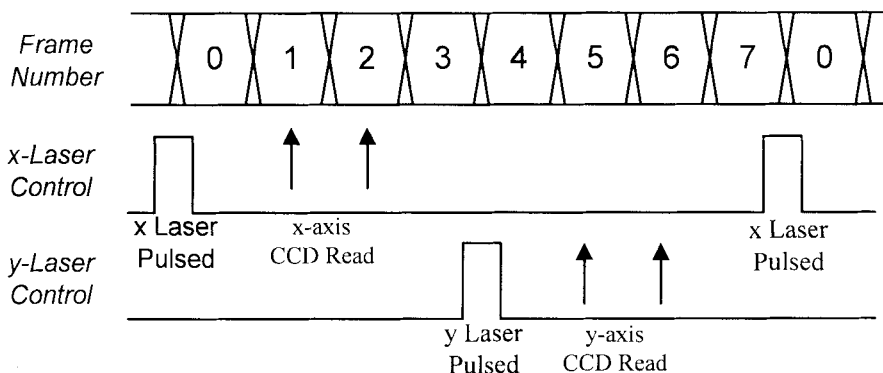 Frame
Number
0 1 2 3 4 5 6 7 0
x-Laser
Control
x Laser
Pulsed
x-axis
CCD Read
x Laser
Pulsed
y-Laser
Control
y Laser
Pulsed
y-axis
CCD Read